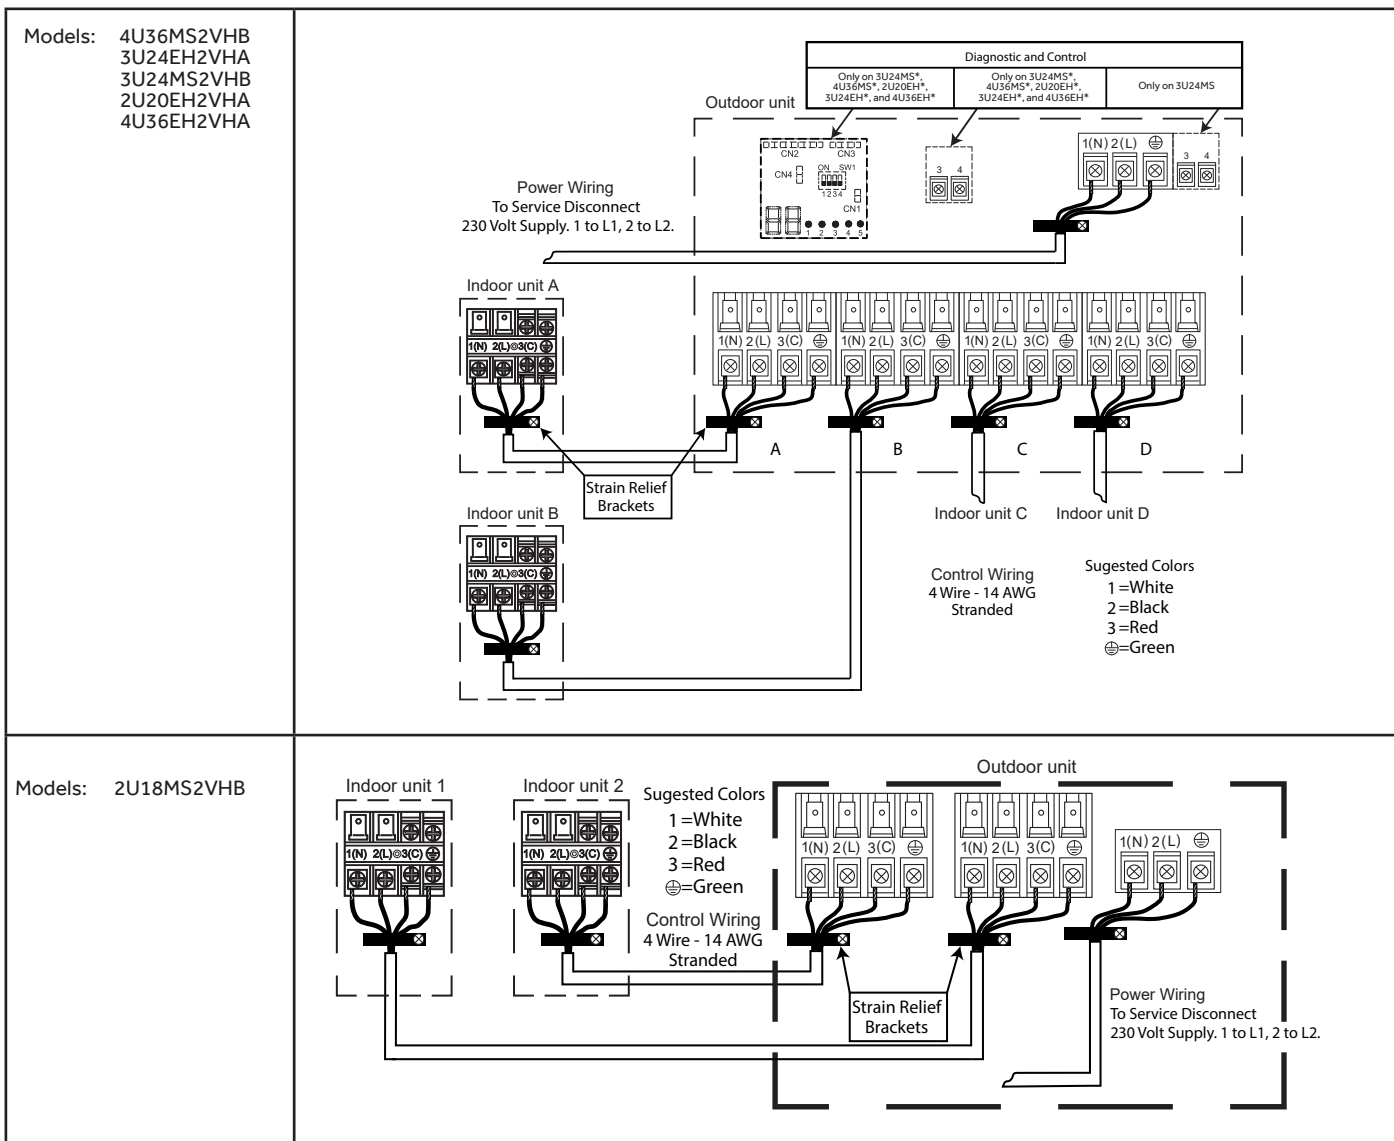 Models: 4U36MS2VHB
3U24EH2VHA
3U24MS2VHB
2U20EH2VHA
4U36EH2VHA
Diagnostic and Control
Only on 3U24MS*,
4U36MS*, 2U20EH*,
3U24EH*, and 4U36EH*
Only on 3U24MS*,
4U36MS*, 2U20EH*,
3U24EH*, and 4U36EH*
Only on 3U24MS
Outdoor unit
CN2 CN3
CN4
ON SW1
1 2 3 4
CN1
1 2 3 4 5
3 4
1(N) 2(L) ⏚
3 4
Power Wiring
To Service Disconnect
230 Volt Supply. 1 to L1, 2 to L2.
Indoor unit A
1(N) 2(L) 3(C) ⏚
1(N) 2(L) 3(C) ⏚ 1(N) 2(L) 3(C) ⏚ 1(N) 2(L) 3(C) ⏚ 1(N) 2(L) 3(C) ⏚
A B C D
Strain Relief
Brackets
Indoor unit B
1(N) 2(L) 3(C) ⏚
Indoor unit C Indoor unit D
Control Wiring
4 Wire - 14 AWG
Stranded
Sugested Colors
1=White
2=Black
3=Red
⏚=Green
Models: 2U18MS2VHB
Indoor unit 1
1(N) 2(L) 3(C) ⏚
Indoor unit 2
1(N) 2(L) 3(C) ⏚
Sugested Colors
1=White
2=Black
3=Red
⏚=Green
Control Wiring
4 Wire - 14 AWG
Stranded
Outdoor unit
1(N) 2(L) 3(C) ⏚ 1(N) 2(L) 3(C) ⏚
1(N) 2(L) ⏚
Strain Relief
Brackets
Power Wiring
To Service Disconnect
230 Volt Supply. 1 to L1, 2 to L2.